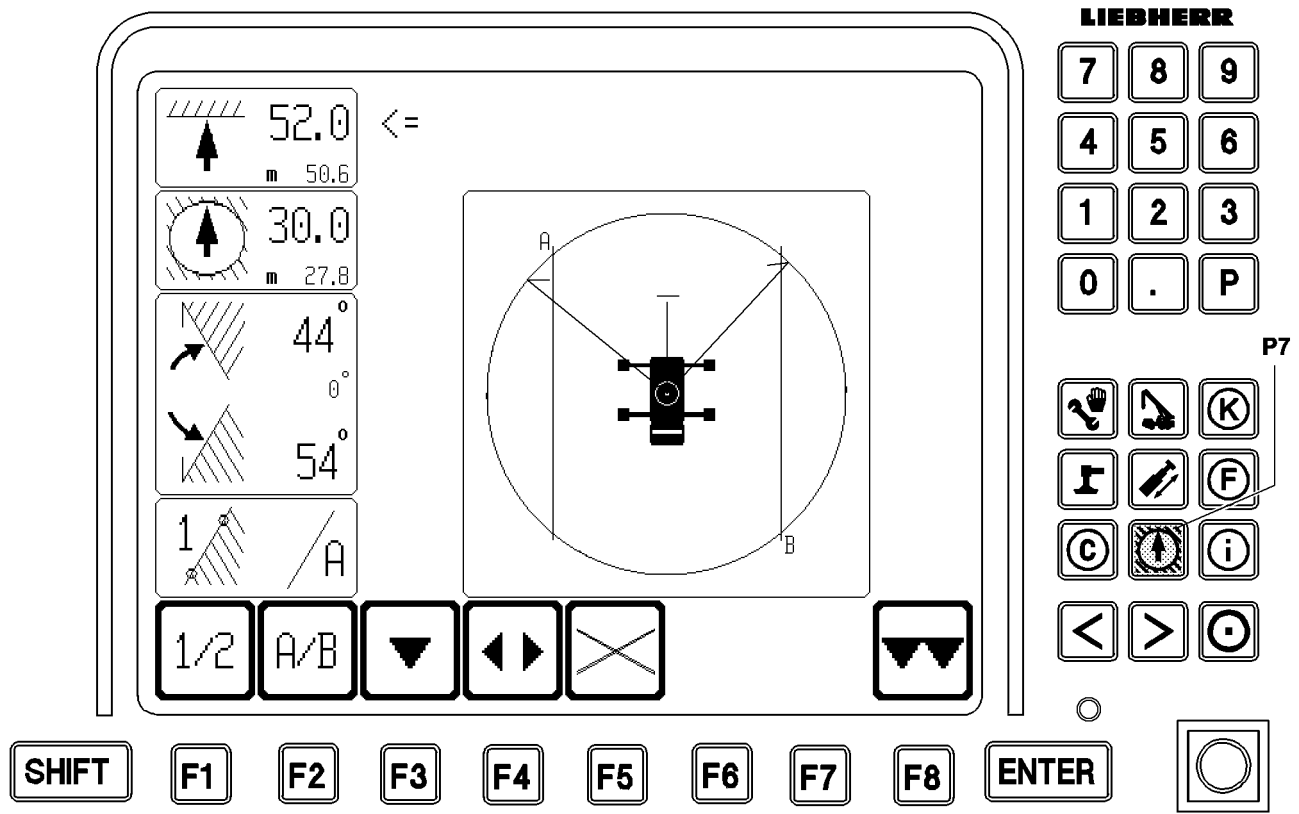 LIEBHERR
52.0 <=
m 50.6
30.0
m 27.8
44°
0°
54°
1 A
A
B
1/2 A/B
7 8 9
4 5 6
1 2 3
0 . P
P7
K
F
C i
< >
SHIFT F1 F2 F3 F4 F5 F6 F7 F8 ENTER